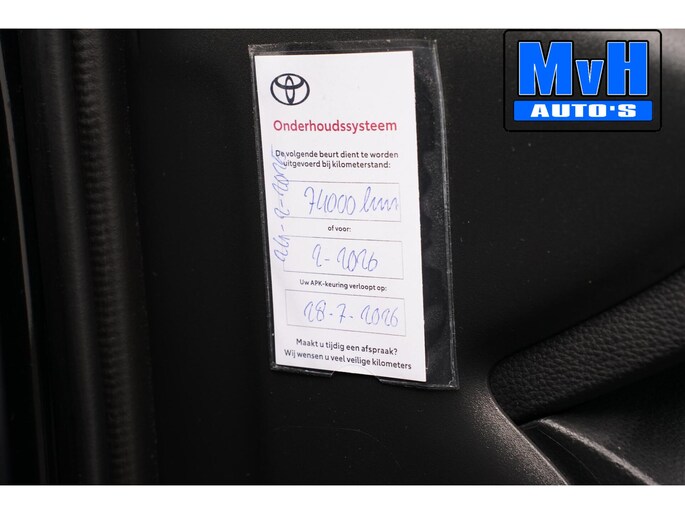 MvH
AUTO'S
Onderhoudssysteem
De volgende beurt dient te worden
uitgevoerd bij kilometerstand:
74000 km
of voor:
2-2026
Uw APK-keuring verloopt op:
28-7-2026
Maakt u tijdig een afspraak?
Wij wensen u veel veilige kilometers